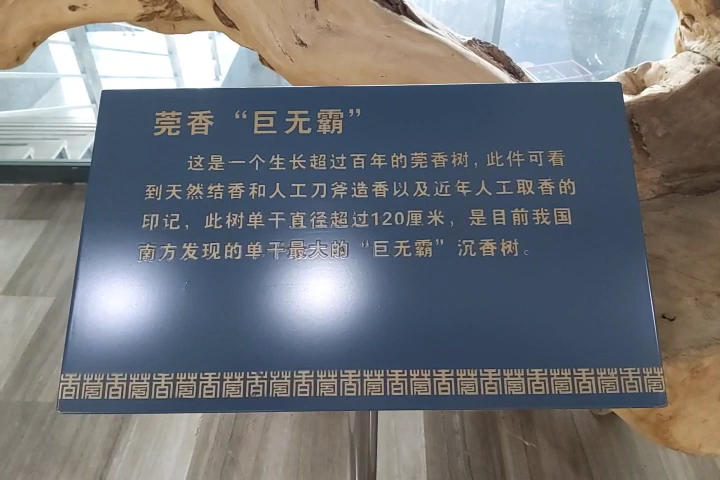 莞香“巨无霸”
这是一个生长超过百年的莞香树，此件可看
到天然结香和人工刀斧造香以及近年人工取香的
印记，此树单干直径超过120厘米，是目前我国
南方发现的单干最大的“巨无霸”沉香树。